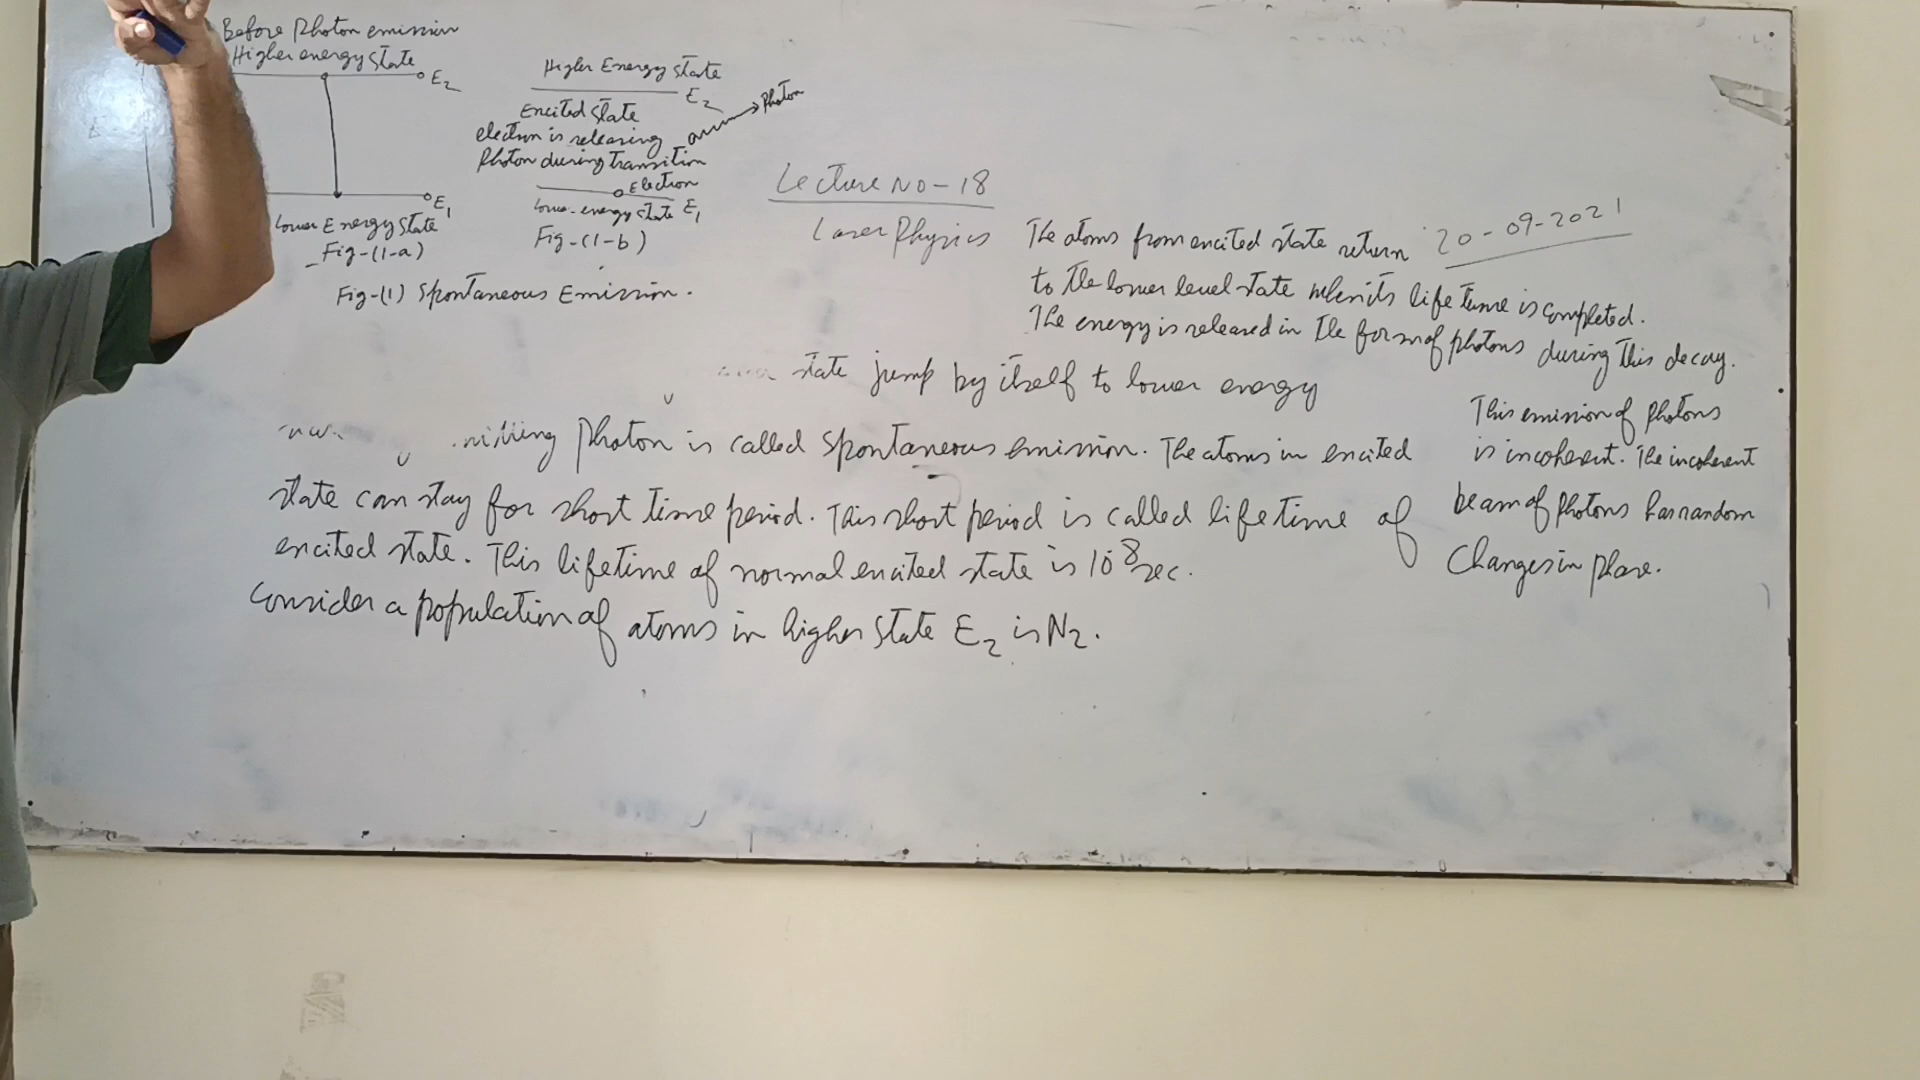 Before Photon emission
Higher energy state
E2
E1
Lower Energy State
Fig-(1-a)
Higher Energy State
E2
Photon
Excited State
electron is releasing
Photon during transition
Electron
Lower energy state E1
Fig-(1-b)
Fig-(1) Spontaneous Emission.
Lecture No-18
Laser Physics
20-09-2021
The atoms from excited state return
to the lower level state when its life time is completed.
The energy is released in the form of photons during this decay.
state jump by itself to lower energy
photon is called spontaneous emission. The atoms in excited
state can stay for short time period. This short period is called lifetime of
excited state. This lifetime of normal excited state is 10^-8 sec.
Consider a population of atoms in higher state E2 is N2.
This emission of photons
is incoherent. The incoherent
beam of photons has random
Changes in phase.